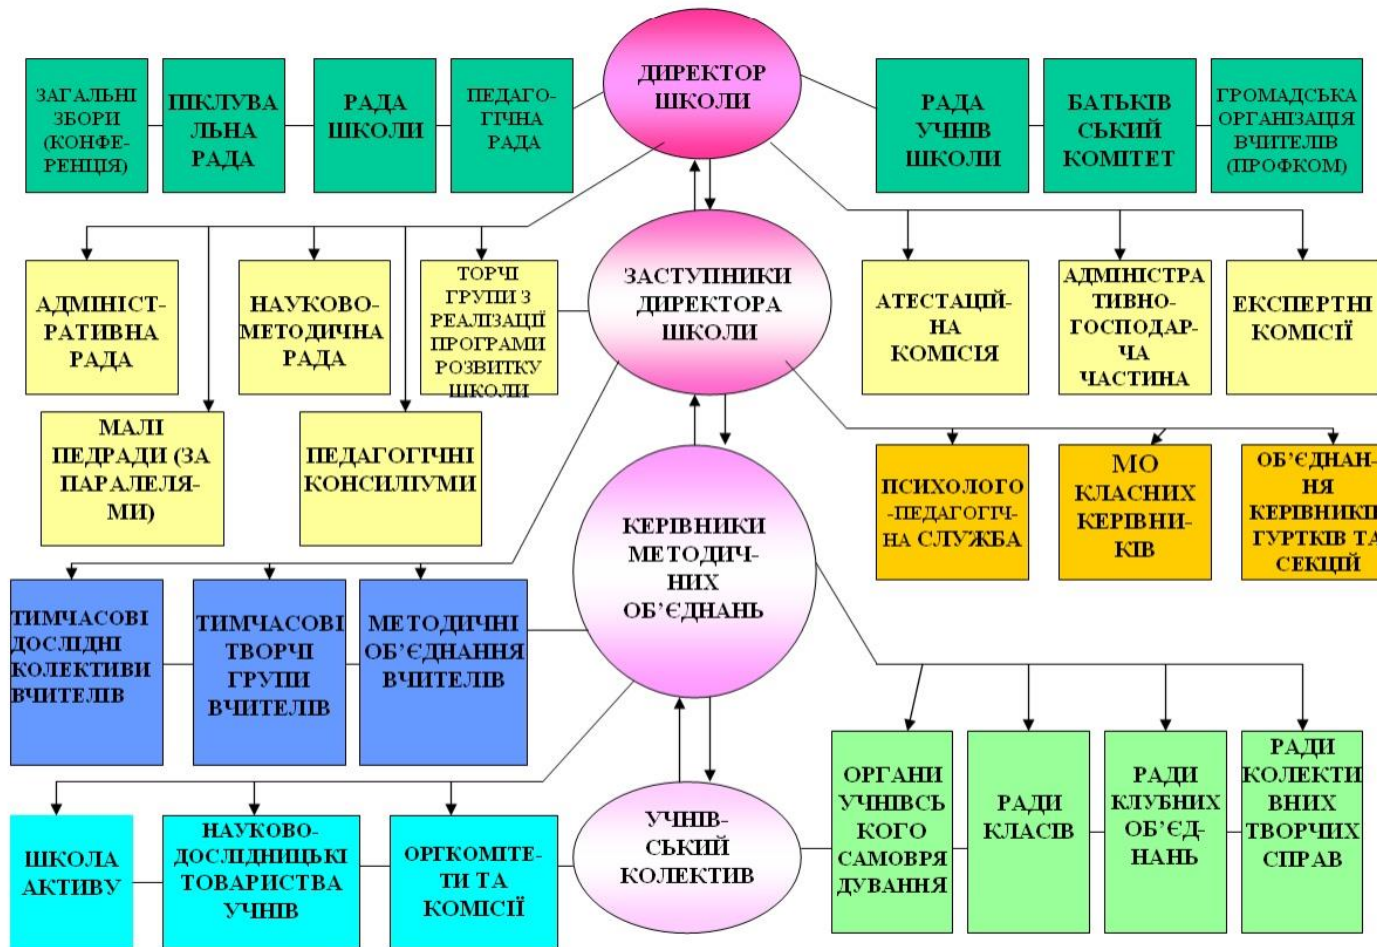 ДИРЕКТОР
ШКОЛИ
ЗАГАЛЬНІ
ЗБОРИ
(КОНФЕ-
РЕНЦІЯ)
ПІКЛУВА
ЛЬНА
РАДА
РАДА
ШКОЛИ
ПЕДАГО-
ГІЧНА
РАДА
РАДА
УЧНІВ
ШКОЛИ
БАТЬКІВ
СЬКИЙ
КОМІТЕТ
ГРОМАДСЬКА
ОРГАНІЗАЦІЯ
ВЧИТЕЛІВ
(ПРОФКОМ)
ЗАСТУПНИКИ
ДИРЕКТОРА
ШКОЛИ
АДМІНІСТ-
РАТИВНА
РАДА
НАУКОВО-
МЕТОДИЧНА
РАДА
ТОРЧІ
ГРУПИ З
РЕАЛІЗАЦІЇ
ПРОГРАМИ
РОЗВИТКУ
ШКОЛИ
АТЕСТАЦІЙ-
НА
КОМІСІЯ
АДМІНІСТРА
ТИВНО-
ГОСПОДАР-
ЧА
ЧАСТИНА
ЕКСПЕРТНІ
КОМІСІЇ
МАЛІ
ПЕДРАДИ (ЗА
ПАРАЛЕЛЯ-
МИ)
ПЕДАГОГІЧНІ
КОНСИЛІУМИ
КЕРІВНИКИ
МЕТОДИЧ-
НИХ
ОБ’ЄДНАНЬ
ПСИХОЛОГО
-ПЕДАГОГІЧ-
НА СЛУЖБА
МО
КЛАСНИХ
КЕРІВНИ-
КІВ
ОБ’ЄДНАН-
НЯ
КЕРІВНИКІ
ГУРТКІВ ТА
СЕКЦІЙ
ТИМЧАСОВІ
ДОСЛІДНІ
КОЛЕКТИВИ
ВЧИТЕЛІВ
ТИМЧАСОВІ
ТВОРЧІ
ГРУПИ
ВЧИТЕЛІВ
МЕТОДИЧНІ
ОБ’ЄДНАННЯ
ВЧИТЕЛІВ
УЧНІВ-
СЬКИЙ
КОЛЕКТИВ
ОРГАНИ
УЧНІВСЬ
КОГО
САМОВРЯ
ДУВАННЯ
РАДИ
КЛАСІВ
РАДИ
КЛУБНИХ
ОБ’ЄД-
НАНЬ
РАДИ
КОЛЕКТИ
ВНИХ
ТВОРЧИХ
СПРАВ
ШКОЛА
АКТИВУ
НАУКОВО-
ДОСЛІДНИЦЬКІ
ТОВАРИСТВА
УЧНІВ
ОРГКОМІТЕ-
ТИ ТА
КОМІСІЇ